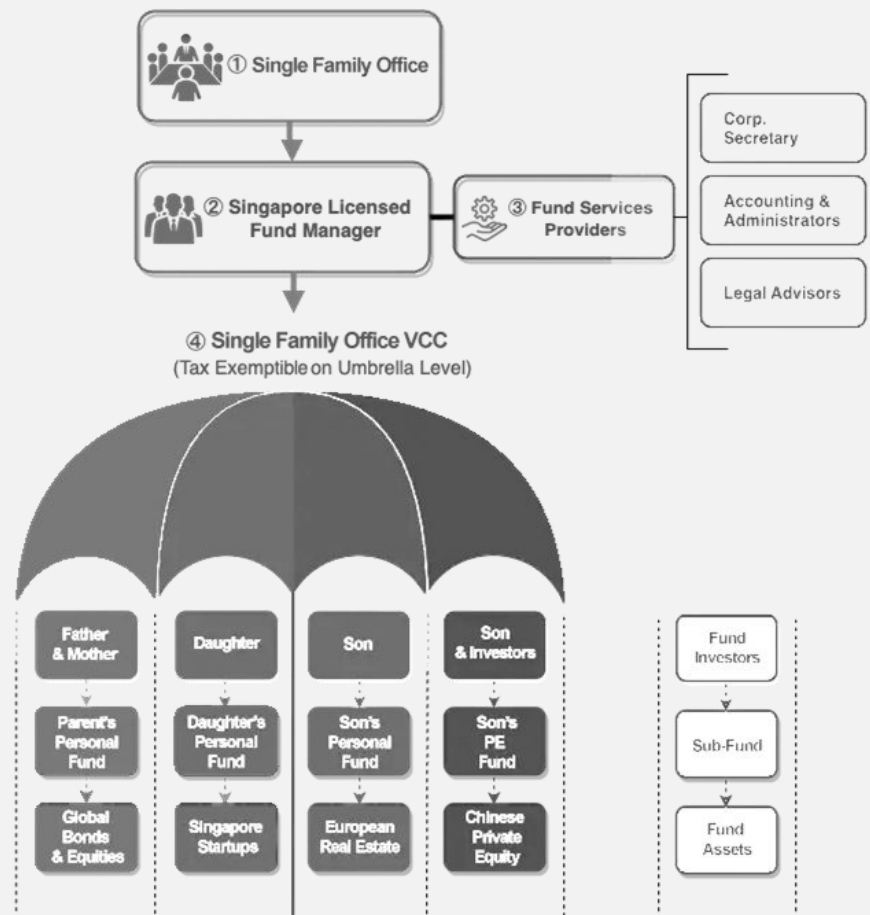 ① Single Family Office
② Singapore Licensed
Fund Manager
③ Fund Services
Providers
Corp.
Secretary
Accounting &
Administrators
Legal Advisors
④ Single Family Office VCC
(Tax Exemptible on Umbrella Level)
Father
& Mother
Daughter
Son
Son
& Investors
Fund
Investors
Parent's
Personal
Fund
Daughter's
Personal
Fund
Son's
Personal
Fund
Son's
PE
Fund
Sub-Fund
Global
Bonds
& Equities
Singapore
Startups
European
Real Estate
Chinese
Private
Equity
Fund
Assets